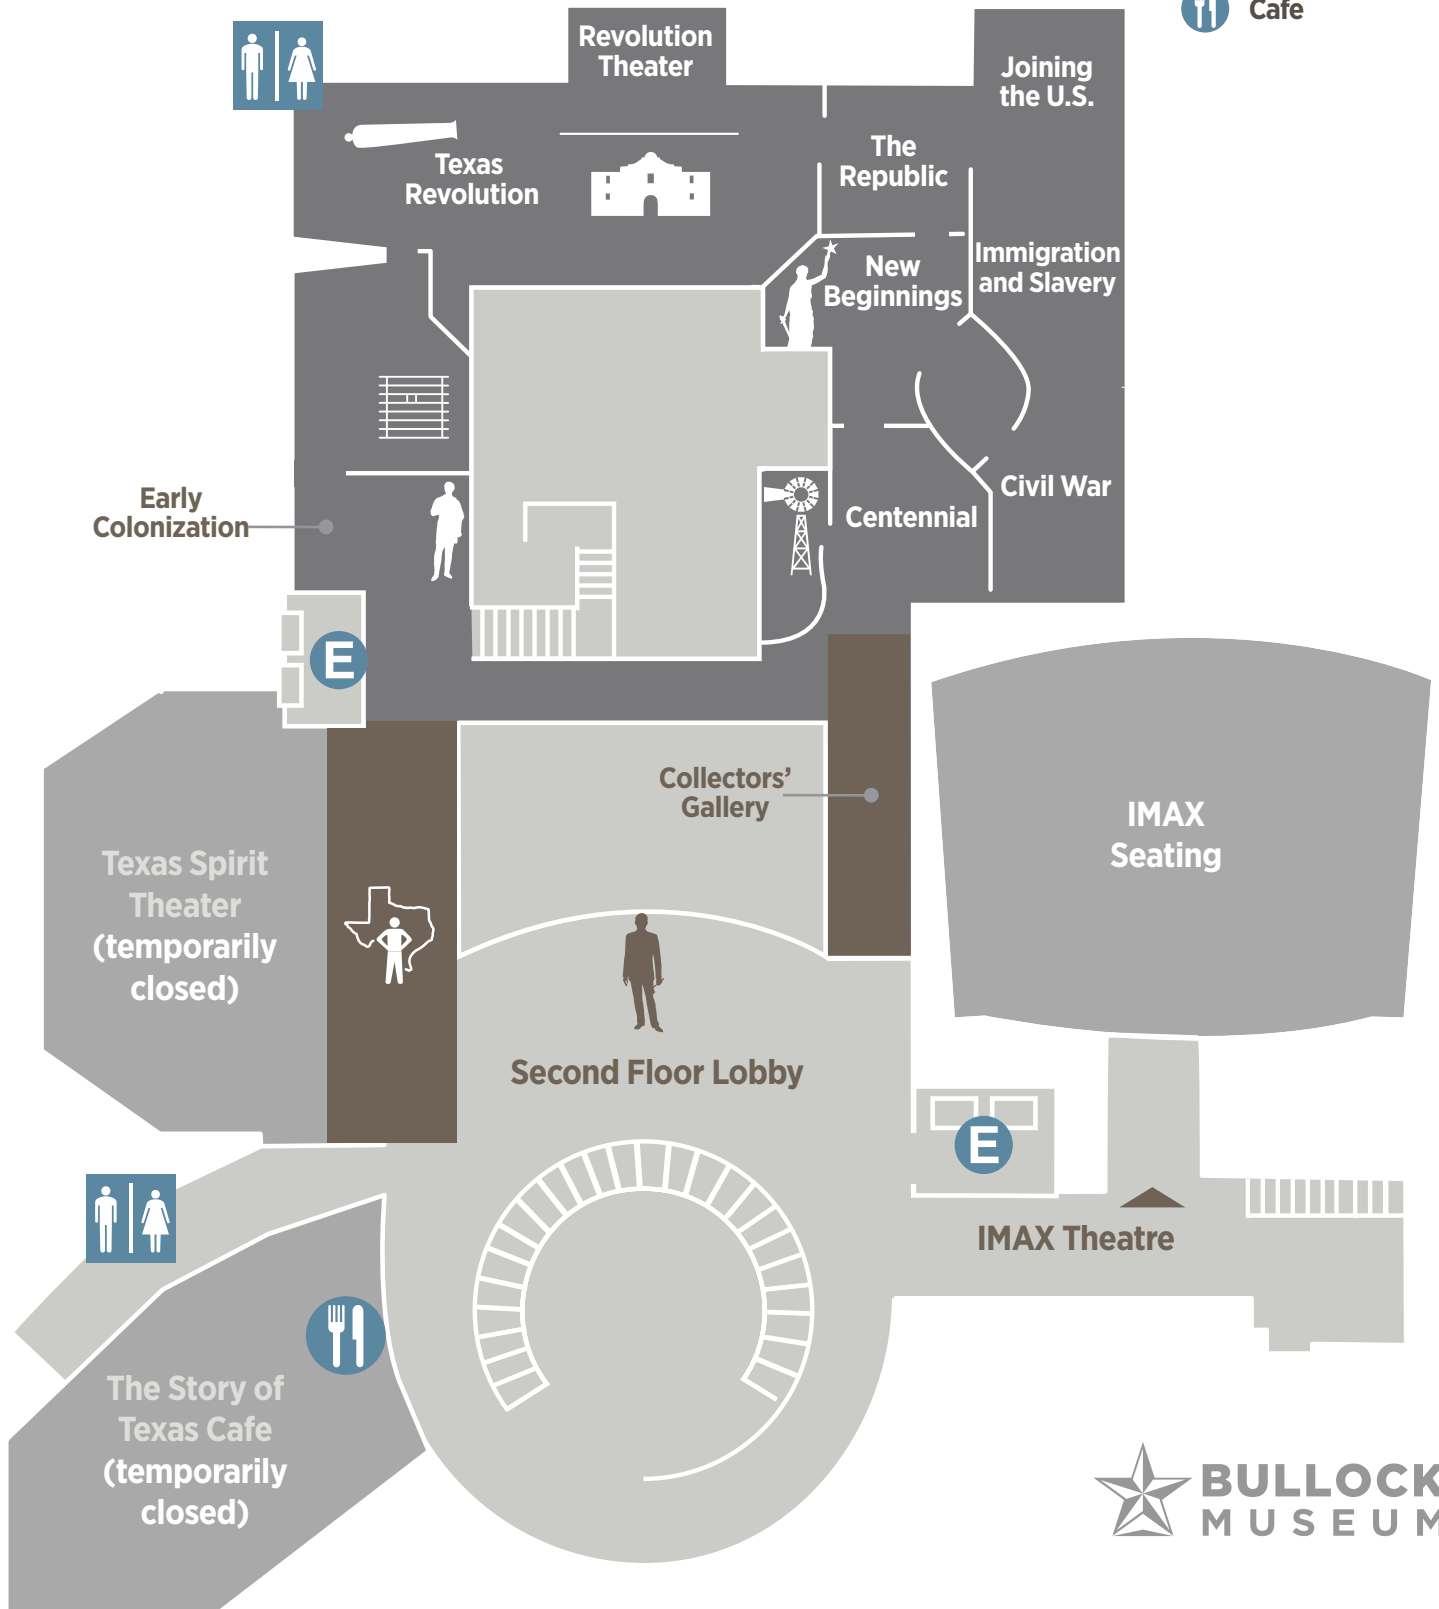 Cafe
Revolution
Theater
Joining
the U.S.
The
Republic
Texas
Revolution
Immigration
and Slavery
New
Beginnings
Early
Colonization
Civil War
Centennial
E
Collectors’
Gallery
IMAX
Seating
Texas Spirit
Theater
(temporarily
closed)
Second Floor Lobby
E
IMAX Theatre
The Story of
Texas Cafe
(temporarily
closed)
BULLOCK
MUSEUM